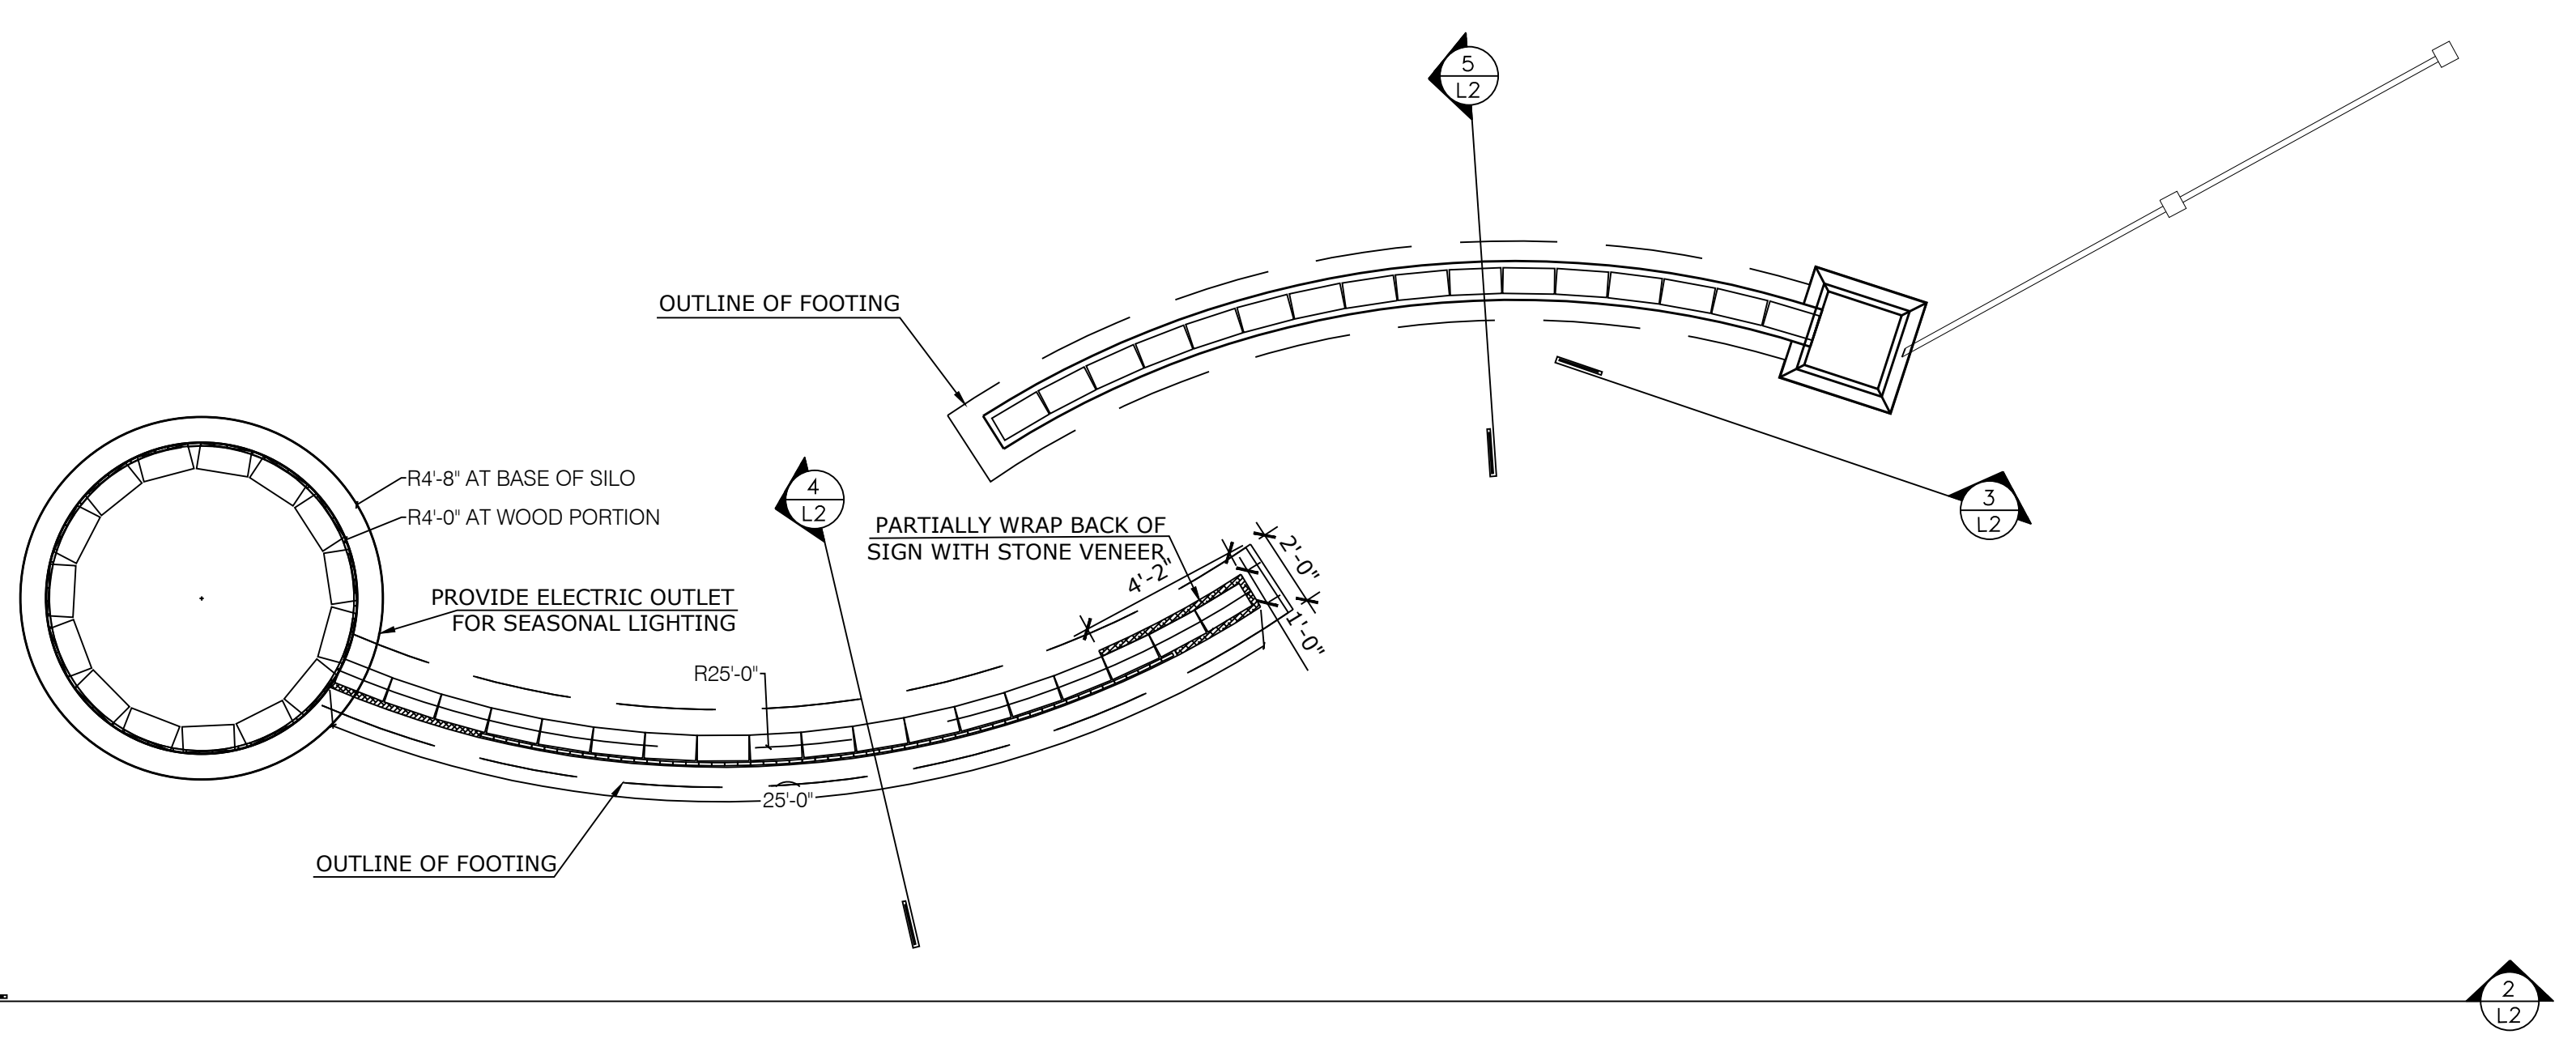 5
L2
OUTLINE OF FOOTING
R4'-8" AT BASE OF SILO
R4'-0" AT WOOD PORTION
4
L2
3
L2
PARTIALLY WRAP BACK OF
SIGN WITH STONE VENEER
4'-2"
2'-0"
1'-0"
PROVIDE ELECTRIC OUTLET
FOR SEASONAL LIGHTING
R25'-0"
25'-0"
OUTLINE OF FOOTING
2
L2